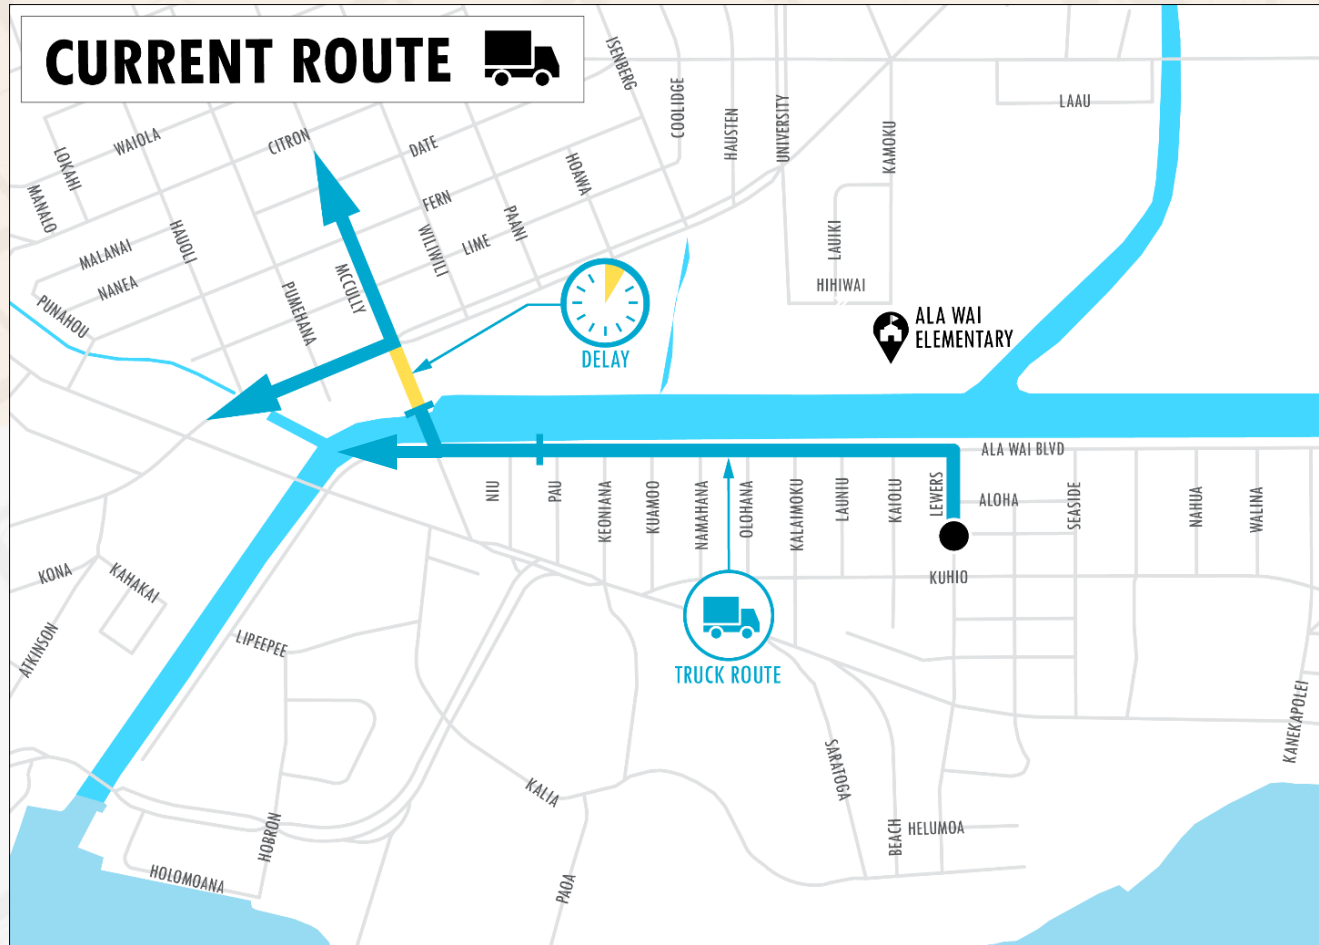 CURRENT ROUTE
ISENBERG
COOLIDGE
HAUSTEN
UNIVERSITY
KAMOKU
LAAU
WAIOLA
CITRON
DATE
LOKAHI
MANALO
HOAWA
FERN
PAANI
WILIWILI
LIME
LAUIKI
HAUOLI
MALANAI
NANEA
PUNAHOU
PUMEHANA
MCCULLY
HIHIWAI
ALA WAI
ELEMENTARY
DELAY
ALA WAI BLVD
NIU
PAU
KEONIANA
KUAMOO
NAMAHANA
OLOHANA
KALAIMOKU
LAUNIU
KAIOLU
LEWERS
ALOHA
SEASIDE
NAHUA
WALINA
KUHIO
KONA
KAHAKAI
ATKINSON
LIPEEPEE
TRUCK ROUTE
KANEKAPOLEI
SARATOGA
KALIA
HOBRON
BEACH
HELUMOA
HOLOMOANA
PAOA